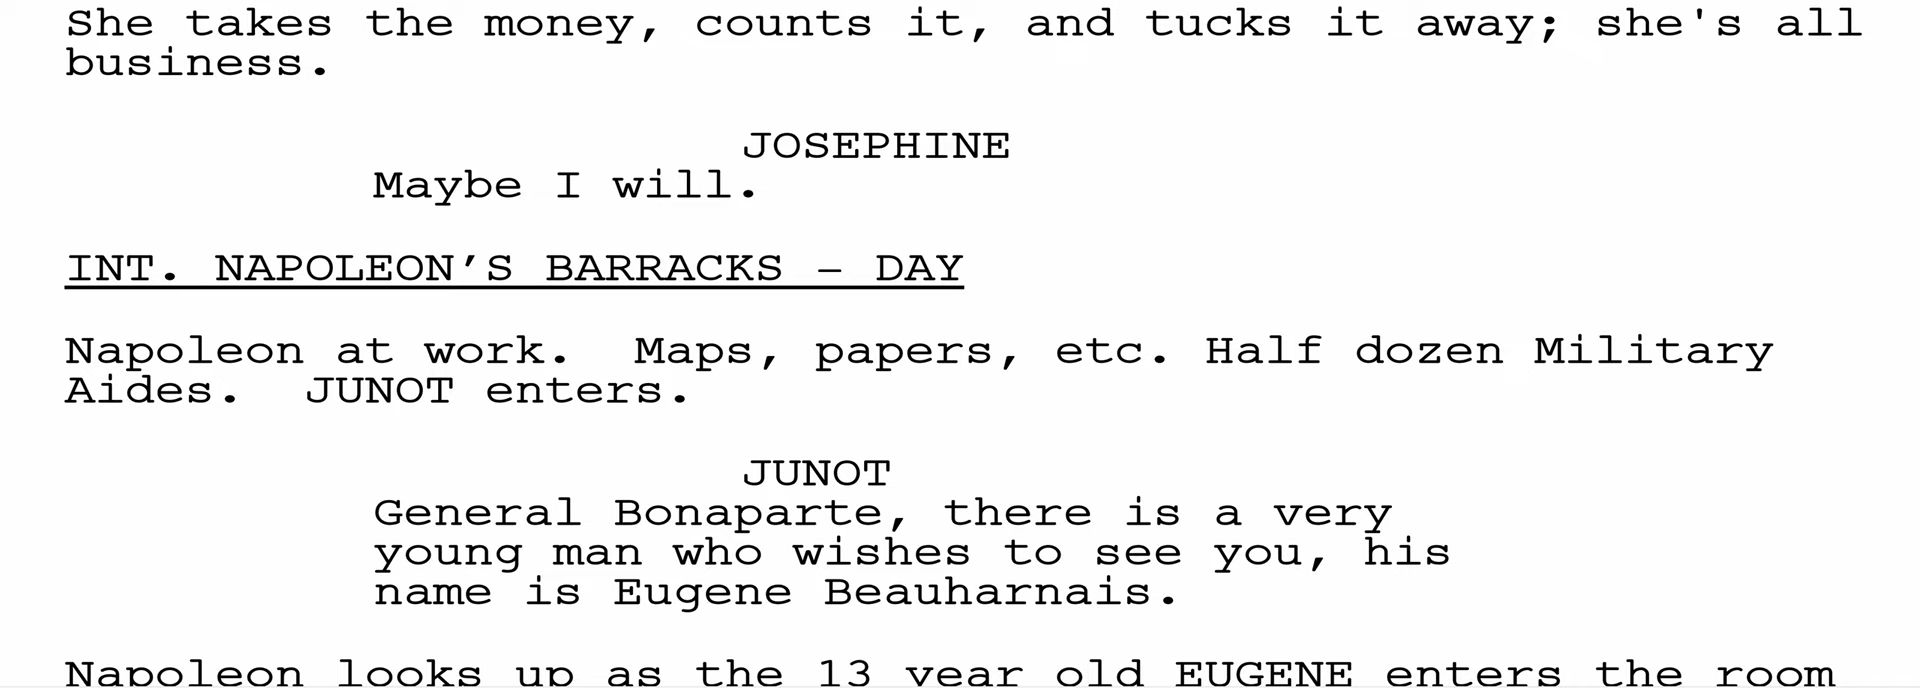 She takes the money, counts it, and tucks it away; she's all
business.
JOSEPHINE
Maybe I will.
INT. NAPOLEON’S BARRACKS – DAY
Napoleon at work.  Maps, papers, etc. Half dozen Military
Aides.  JUNOT enters.
JUNOT
General Bonaparte, there is a very
young man who wishes to see you, his
name is Eugene Beauharnais.
Napoleon looks up as the 13 year old EUGENE enters the room